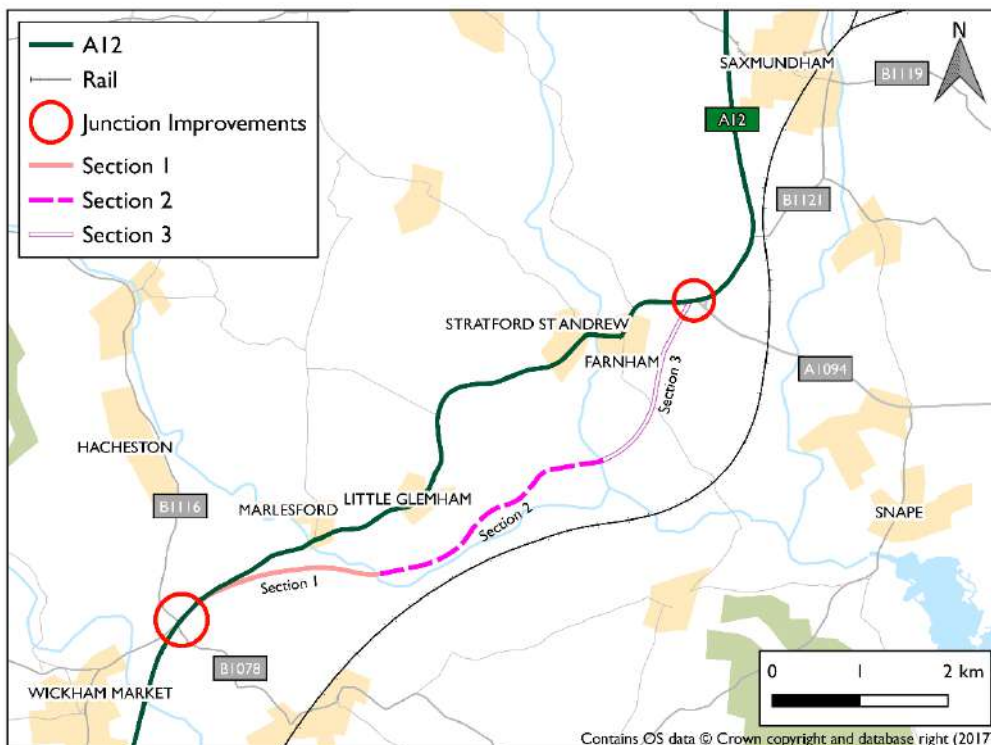 A12
Rail
Junction Improvements
Section 1
Section 2
Section 3
N
SAXMUNDHAM
B1119
A12
B1121
STRATFORD ST ANDREW
FARNHAM
Section 3
A1094
HACHESTON
B1116
MARLESFORD
LITTLE GLEMHAM
Section 2
SNAPE
Section 1
B1078
WICKHAM MARKET
0 1 2 km
Contains OS data © Crown copyright and database right (2017